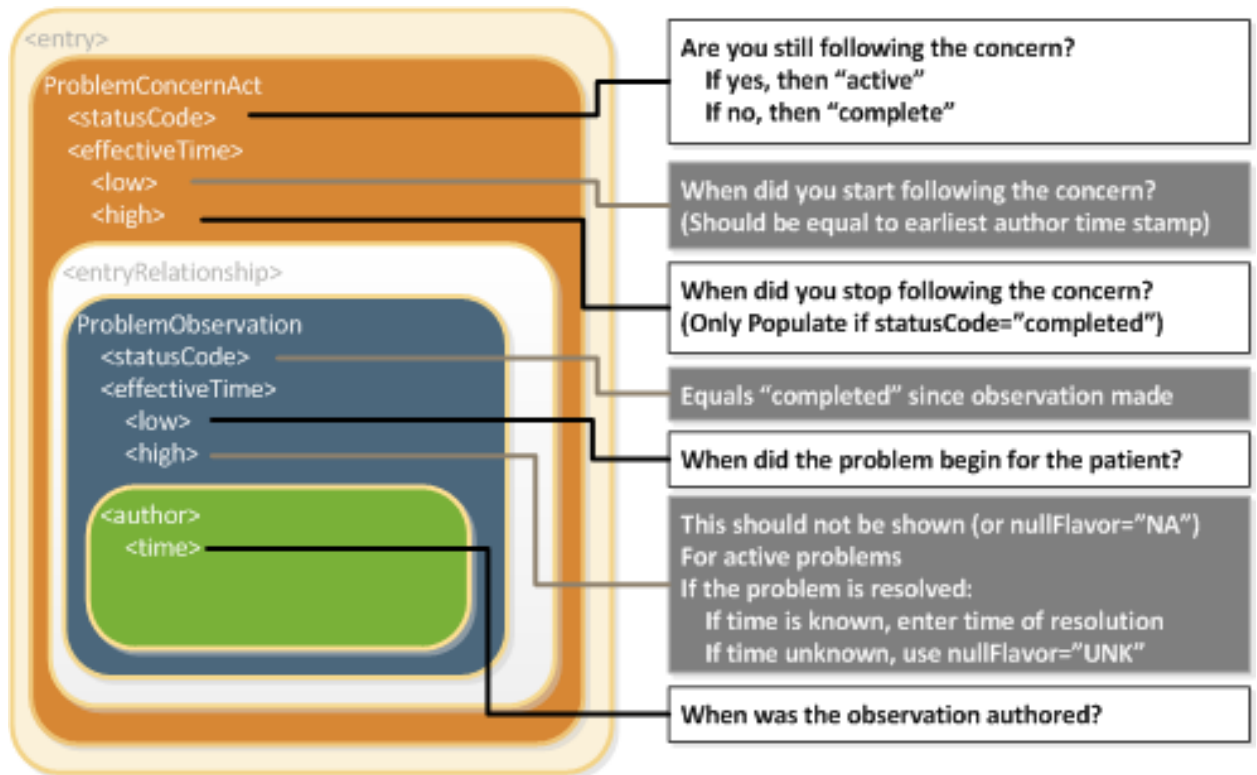 <entry>
ProblemConcernAct
<statusCode>
<effectiveTime>
<low>
<high>
<entryRelationship>
ProblemObservation
<statusCode>
<effectiveTime>
<low>
<high>
<author>
<time>
Are you still following the concern?
If yes, then “active”
If no, then “complete”
When did you start following the concern?
(Should be equal to earliest author time stamp)
When did you stop following the concern?
(Only Populate if statusCode=”completed”)
Equals “completed” since observation made
When did the problem begin for the patient?
This should not be shown (or nullFlavor=”NA”)
For active problems
If the problem is resolved:
If time is known, enter time of resolution
If time unknown, use nullFlavor=”UNK”
When was the observation authored?